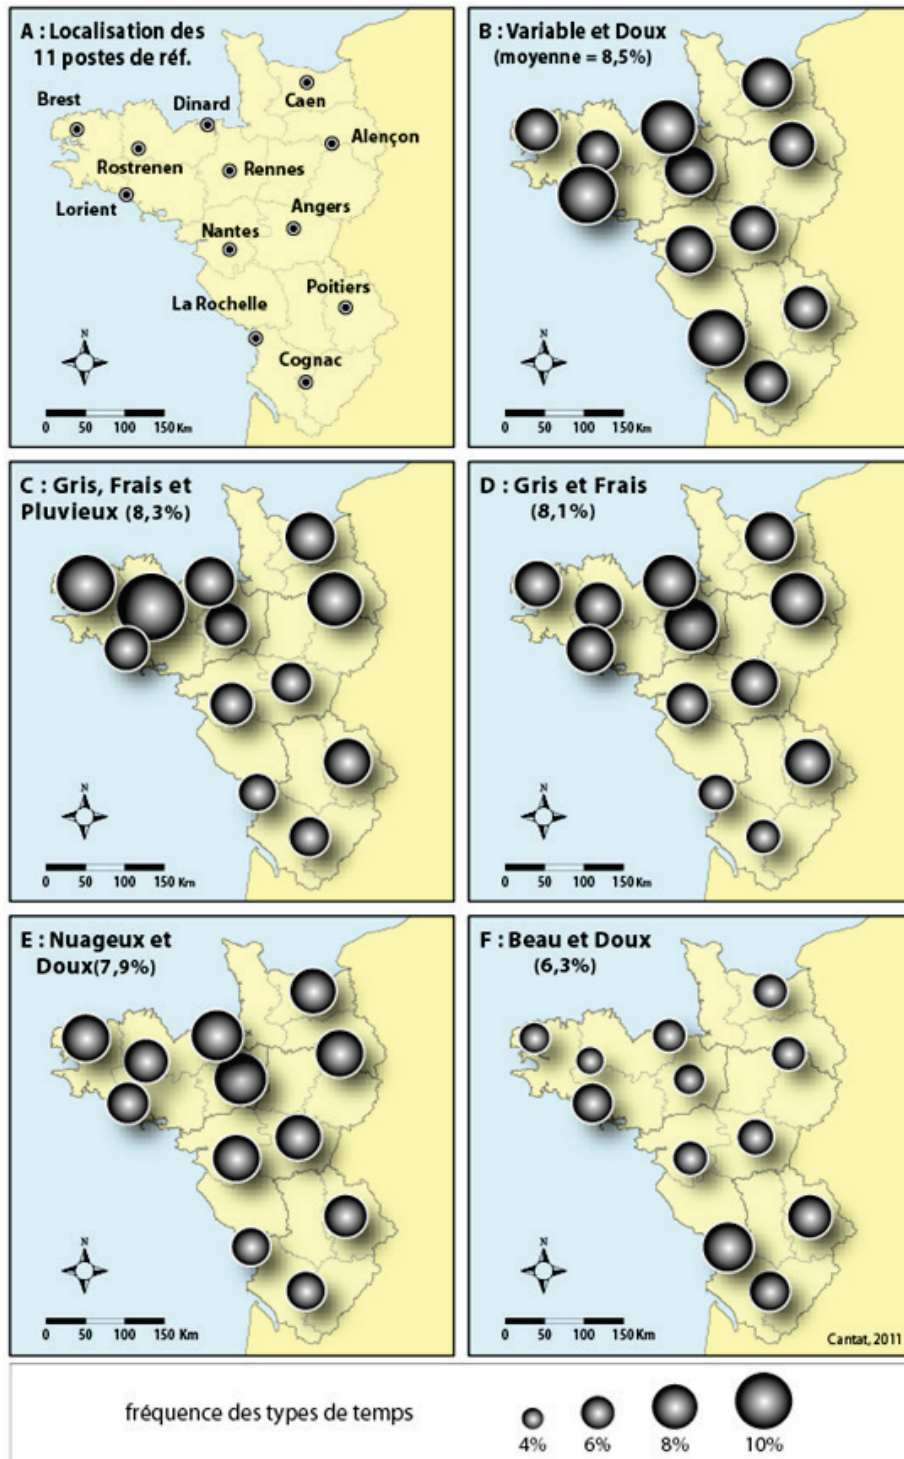 A : Localisation des
11 postes de réf.
Brest
Dinard
Caen
Alençon
Rostrenen
Rennes
Lorient
Angers
Nantes
Poitiers
La Rochelle
Cognac
N
0 50 100 150 Km
B : Variable et Doux
(moyenne = 8,5%)
N
0 50 100 150 Km
C : Gris, Frais et
Pluvieux (8,3%)
N
0 50 100 150 Km
D : Gris et Frais
(8,1%)
N
0 50 100 150 Km
E : Nuageux et
Doux(7,9%)
N
0 50 100 150 Km
F : Beau et Doux
(6,3%)
N
0 50 100 150 Km
Cantat, 2011
fréquence des types de temps
4% 6% 8% 10%